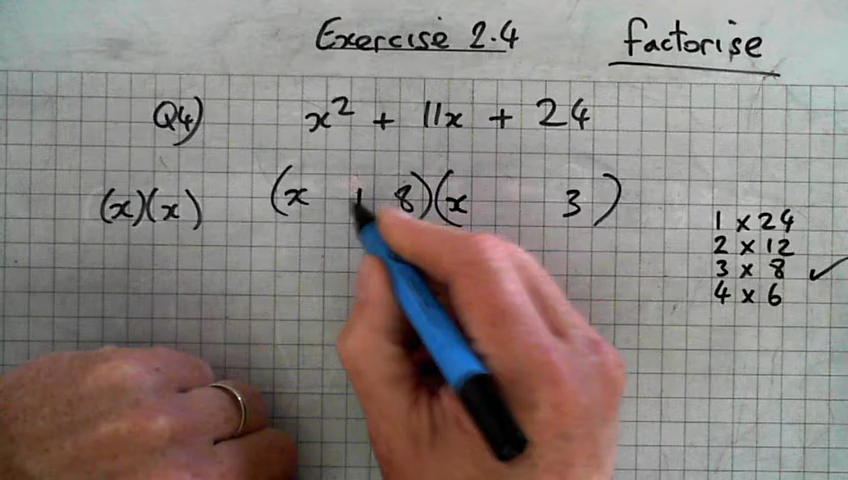 Exercise 2.4 factorise
Q4) x² + 11x + 24
(x)(x) (x 8)(x 3)
1 x 24
2 x 12
3 x 8 ✓
4 x 6